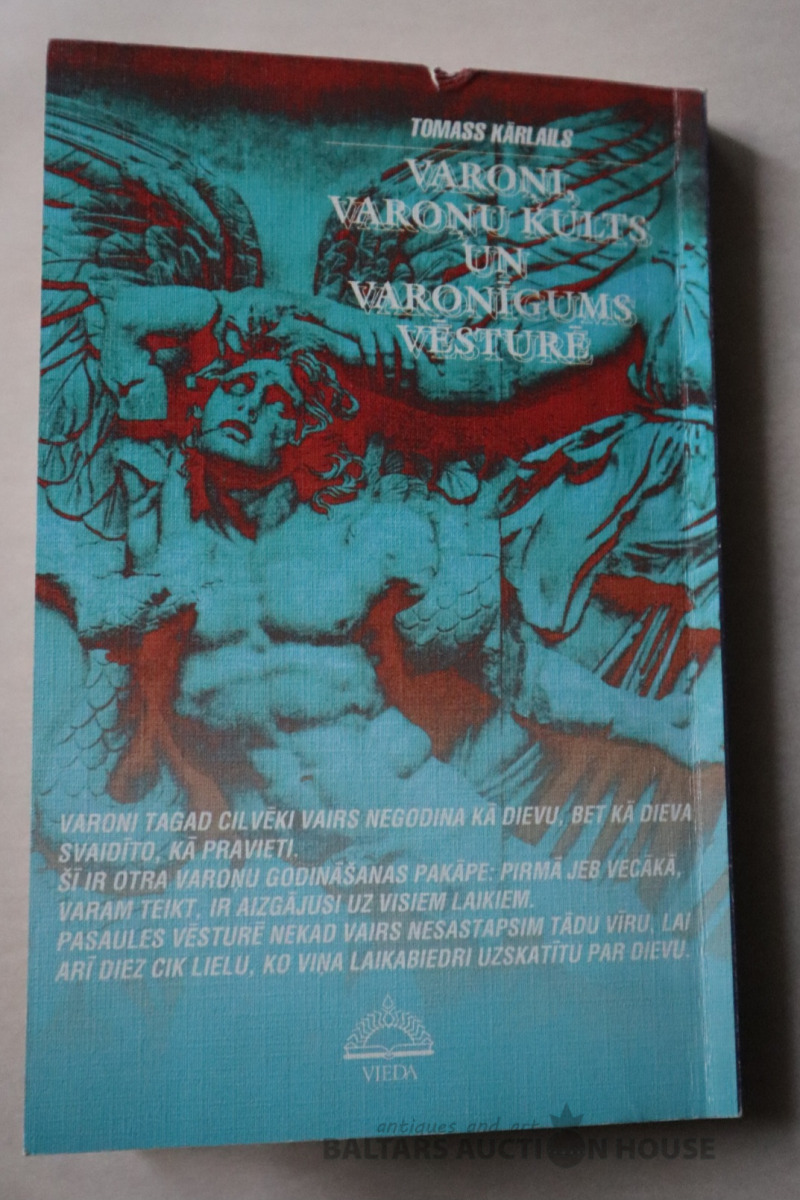 TOMASS KĀRLAILS
VAROŅI,
VAROŅU KULTS
UN
VARONĪGUMS
VĒSTURĒ
VARONI TAGAD CILVĒKI VAIRS NEGODINA KĀ DIEVU, BET KĀ DIEVA
SVAIDĪTO, KĀ PRAVIETI.
ŠĪ IR OTRA VAROŅU GODINĀŠANAS PAKĀPE: PIRMĀ JEB VECĀKĀ,
VARAM TEIKT, IR AIZGĀJUSI UZ VISIEM LAIKIEM.
PASAULES VĒSTURĒ NEKAD VAIRS NESASTAPSIM TĀDU VĪRU, LAI
ARĪ DIEZ CIK LIELU, KO VIŅA LAIKABIEDRI UZSKATĪTU PAR DIEVU.
VIEDA
antiques and art
BALTARS AUCTION HOUSE